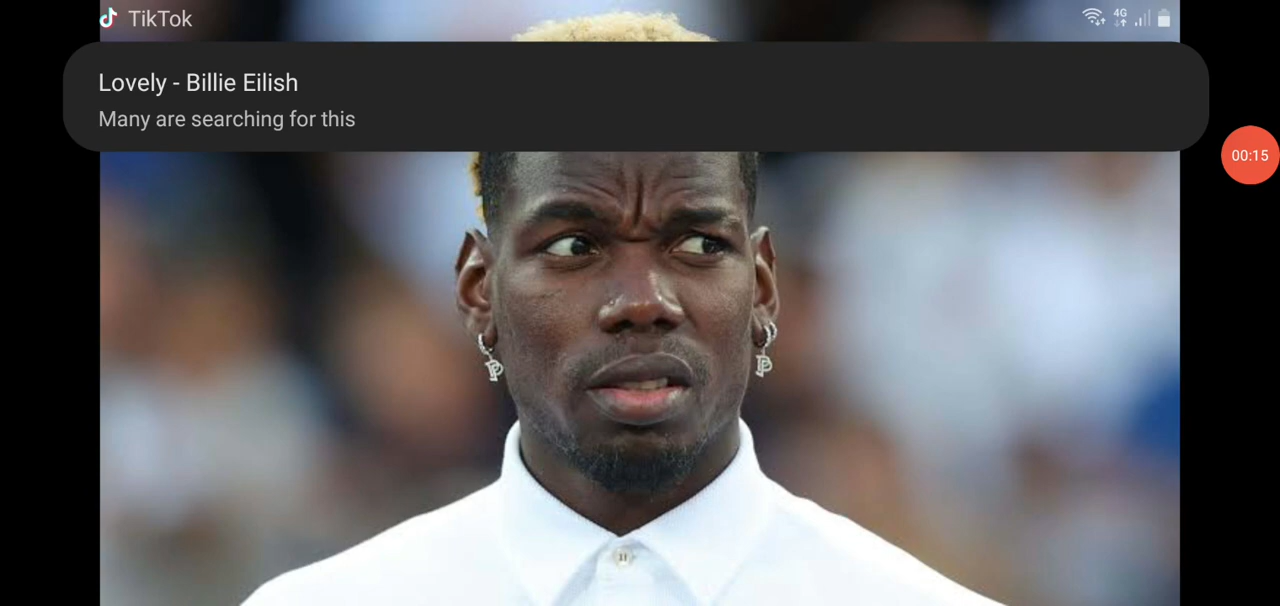 TikTok
4G
Lovely - Billie Eilish
Many are searching for this
00:15
P
P